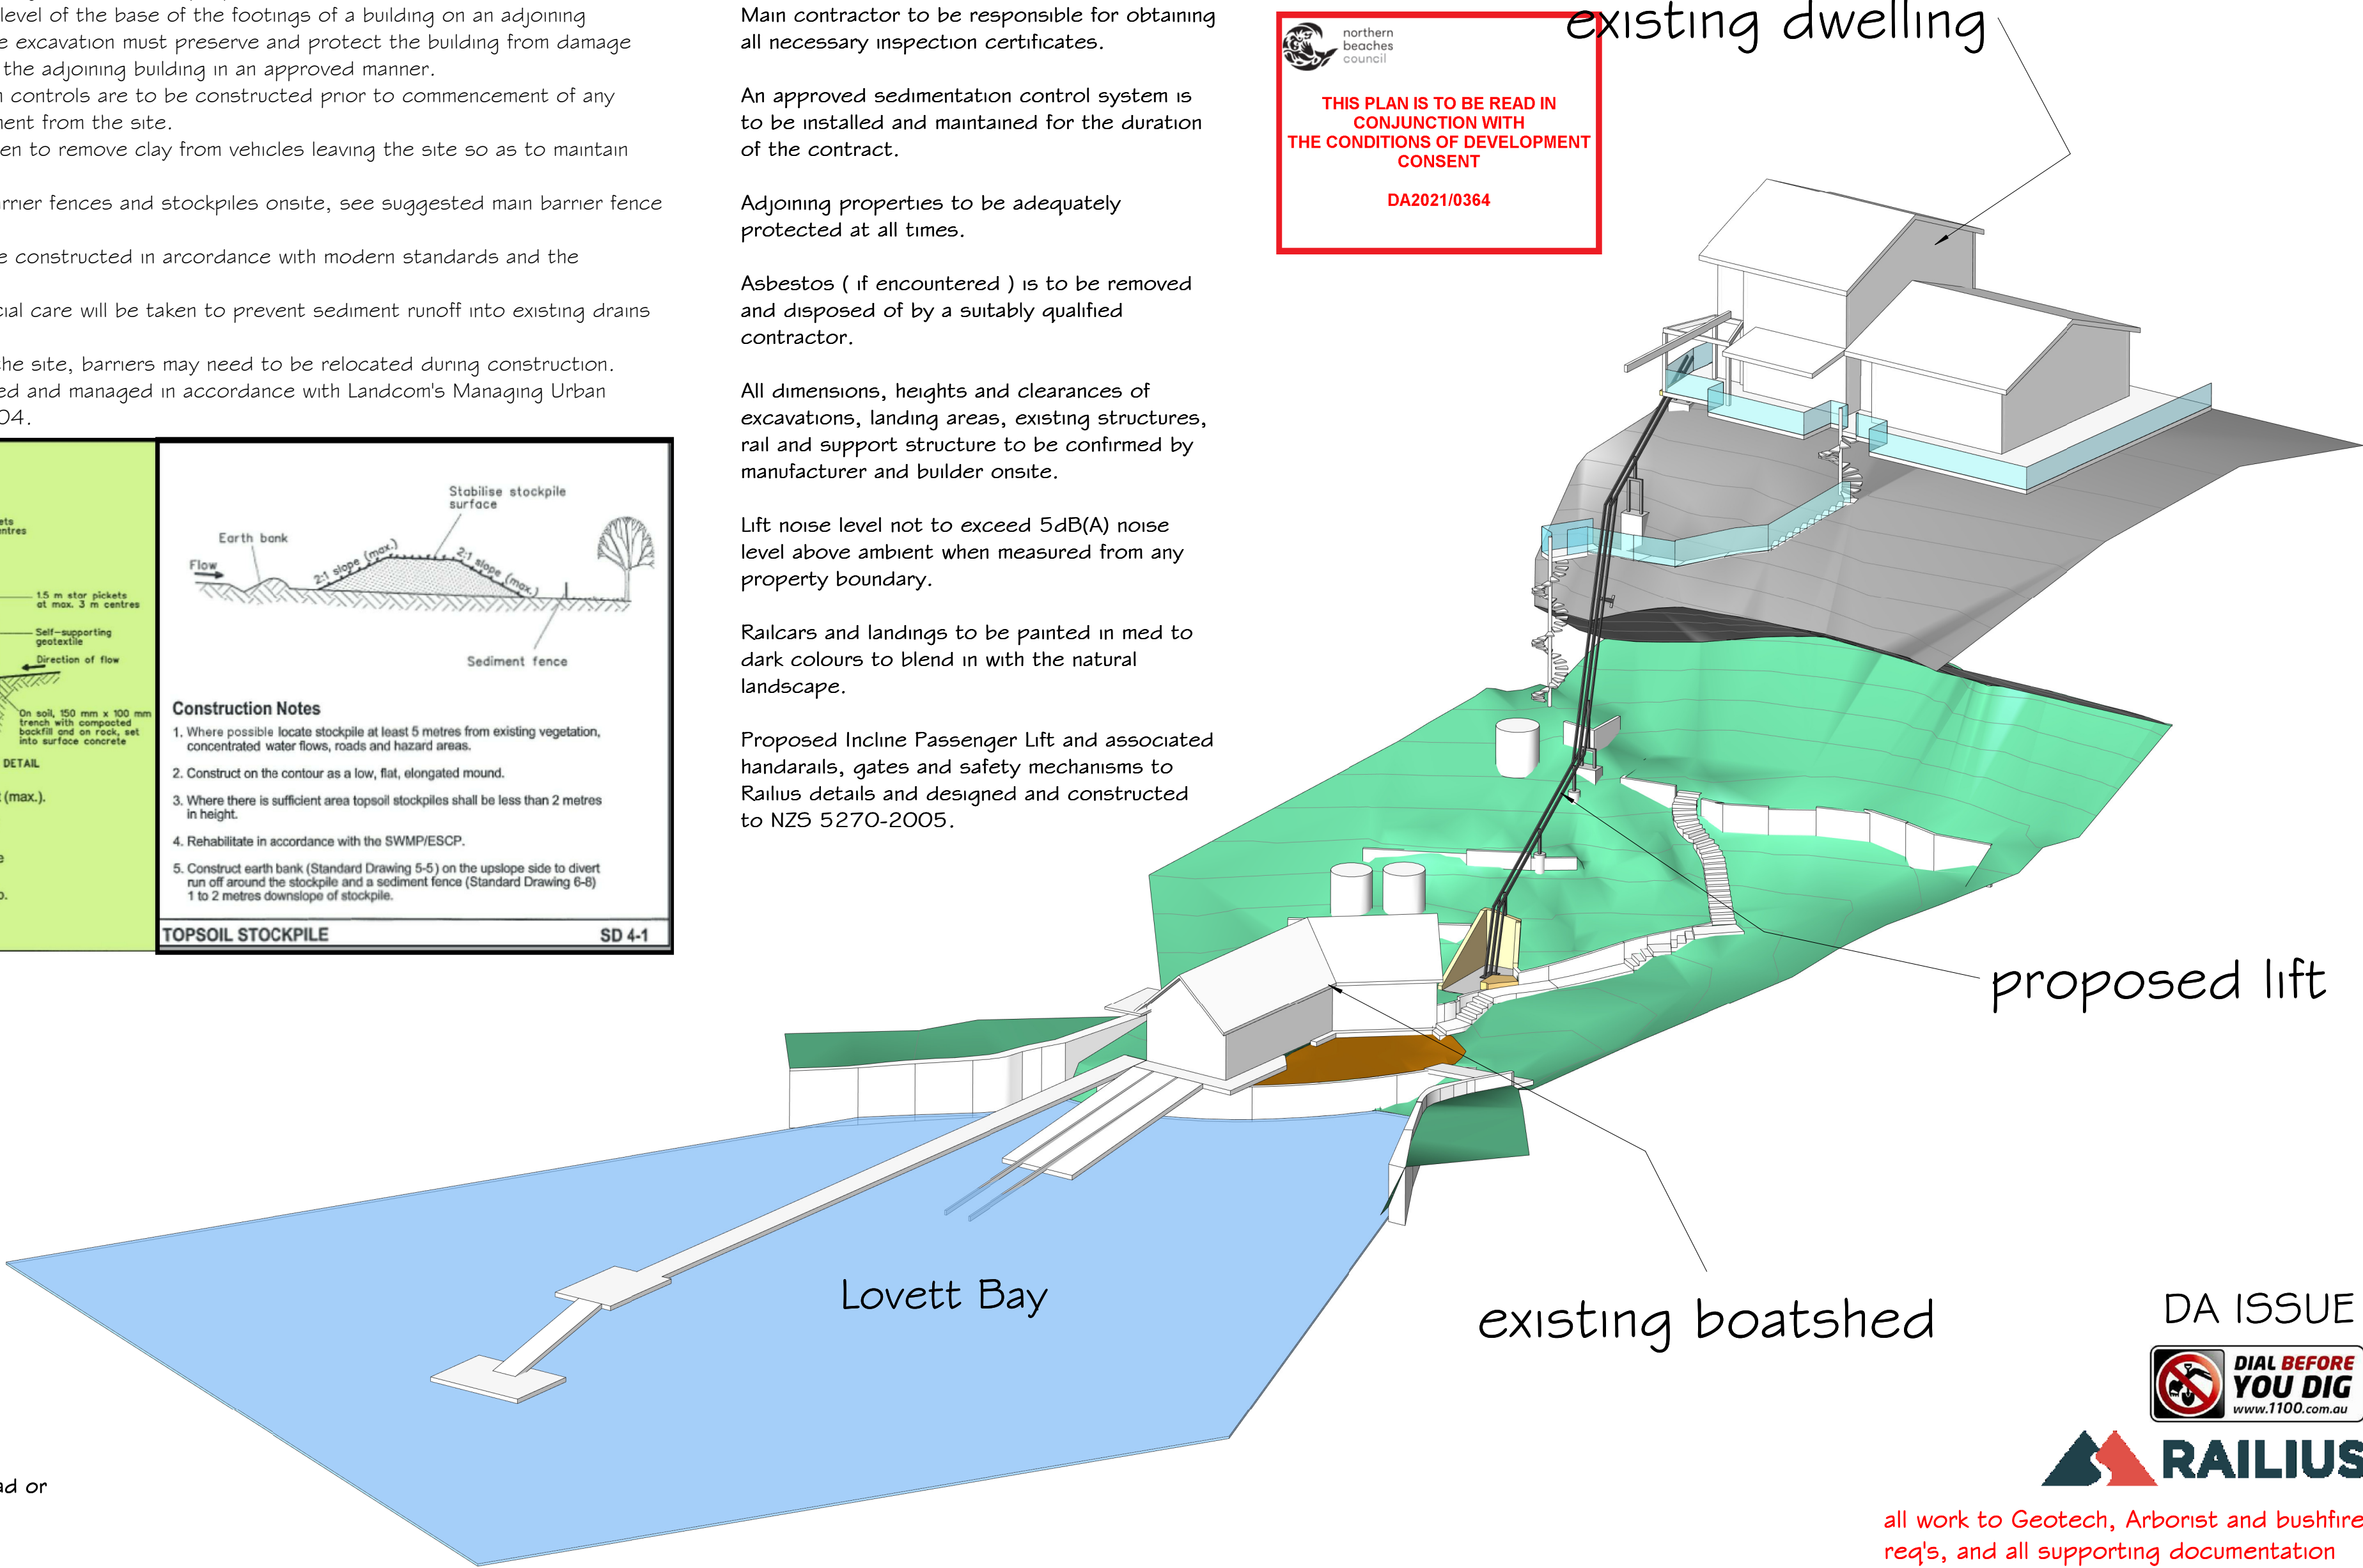 level of the base of the footings of a building on an adjoining
e excavation must preserve and protect the building from damage
the adjoining building in an approved manner.
n controls are to be constructed prior to commencement of any
ment from the site.
en to remove clay from vehicles leaving the site so as to maintain
arrier fences and stockpiles onsite, see suggested main barrier fence
e constructed in arcordance with modern standards and the
cial care will be taken to prevent sediment runoff into existing drains
the site, barriers may need to be relocated during construction.
ed and managed in accordance with Landcom's Managing Urban
04.
ets
ntres
1.5 m star pickets
at max. 3 m centres
Self-supporting
geotextile
Direction of flow
On soil, 150 mm x 100 mm
trench with compacted
backfill and on rock, set
into surface concrete
DETAIL
(max.).
e
o.
Stabilise stockpile
surface
Earth bank
Flow
2:1 slope (max.)
2:1 slope (max.)
Sediment fence
Construction Notes
1. Where possible locate stockpile at least 5 metres from existing vegetation,
concentrated water flows, roads and hazard areas.
2. Construct on the contour as a low, flat, elongated mound.
3. Where there is sufficient area topsoil stockpiles shall be less than 2 metres
in height.
4. Rehabilitate in accordance with the SWMP/ESCP.
5. Construct earth bank (Standard Drawing 5-5) on the upslope side to divert
run off around the stockpile and a sediment fence (Standard Drawing 6-8)
1 to 2 metres downslope of stockpile.
TOPSOIL STOCKPILE SD 4-1
ad or
Main contractor to be responsible for obtaining
all necessary inspection certificates.
An approved sedimentation control system is
to be installed and maintained for the duration
of the contract.
Adjoining properties to be adequately
protected at all times.
Asbestos ( if encountered ) is to be removed
and disposed of by a suitably qualified
contractor.
All dimensions, heights and clearances of
excavations, landing areas, existing structures,
rail and support structure to be confirmed by
manufacturer and builder onsite.
Lift noise level not to exceed 5dB(A) noise
level above ambient when measured from any
property boundary.
Railcars and landings to be painted in med to
dark colours to blend in with the natural
landscape.
Proposed Incline Passenger Lift and associated
handarails, gates and safety mechanisms to
Railius details and designed and constructed
to NZS 5270-2005.
northern
beaches
council
THIS PLAN IS TO BE READ IN
CONJUNCTION WITH
THE CONDITIONS OF DEVELOPMENT
CONSENT
DA2021/0364
existing dwelling
proposed lift
existing boatshed
Lovett Bay
DA ISSUE
DIAL BEFORE
YOU DIG
www.1100.com.au
RAILIUS
all work to Geotech, Arborist and bushfire
req's, and all supporting documentation